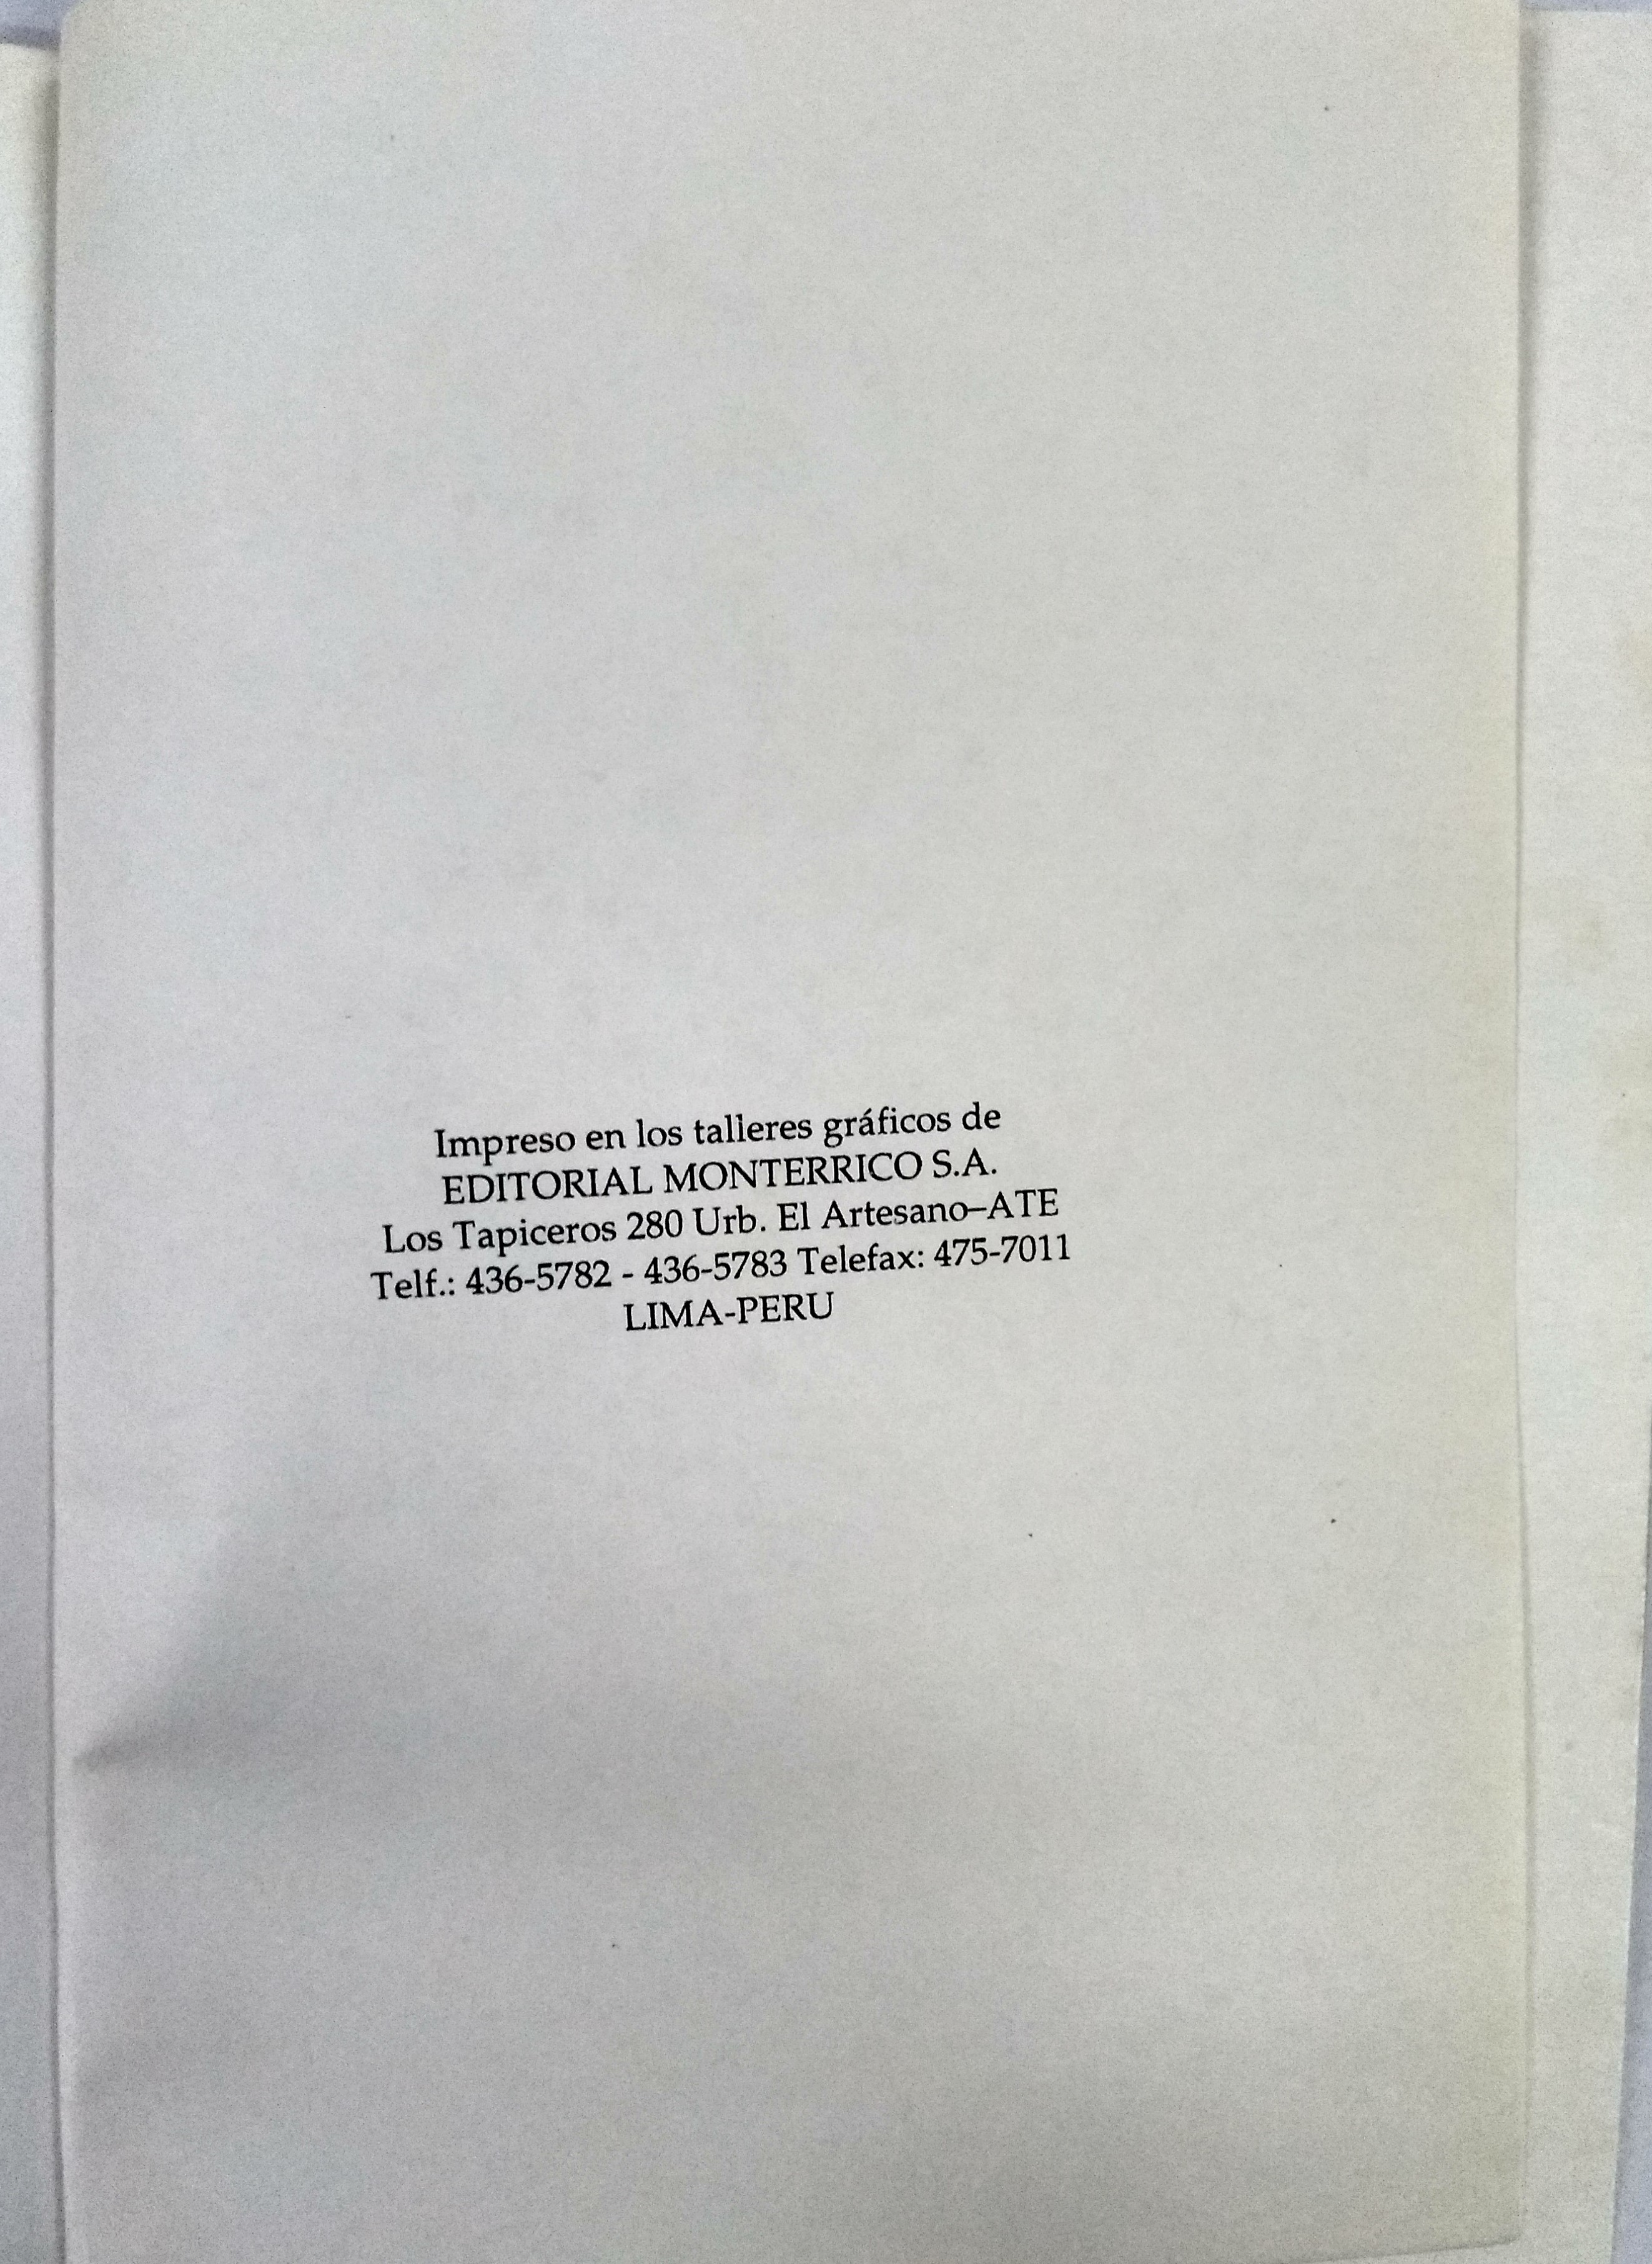 Impreso en los talleres gráficos de
EDITORIAL MONTERRICO S.A.
Los Tapiceros 280 Urb. El Artesano–ATE
Telf.: 436-5782 - 436-5783 Telefax: 475-7011
LIMA-PERU